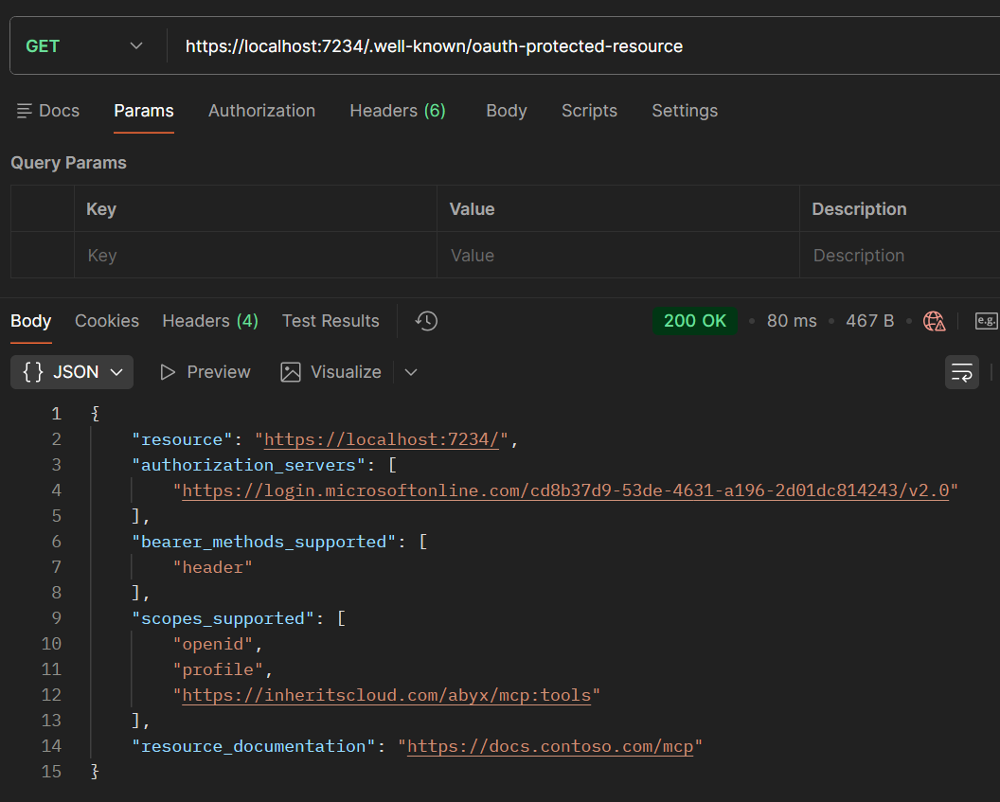 GET https://localhost:7234/.well-known/oauth-protected-resource
Docs Params Authorization Headers (6) Body Scripts Settings
Query Params
Key Value Description
Key Value Description
Body Cookies Headers (4) Test Results 200 OK • 80 ms • 467 B • e.g.
{} JSON Preview Visualize
1 {
2 "resource": "https://localhost:7234/",
3 "authorization_servers": [
4 "https://login.microsoftonline.com/cd8b37d9-53de-4631-a196-2d01dc814243/v2.0"
5 ],
6 "bearer_methods_supported": [
7 "header"
8 ],
9 "scopes_supported": [
10 "openid",
11 "profile",
12 "https://inheritscloud.com/abyx/mcp:tools"
13 ],
14 "resource_documentation": "https://docs.contoso.com/mcp"
15 }